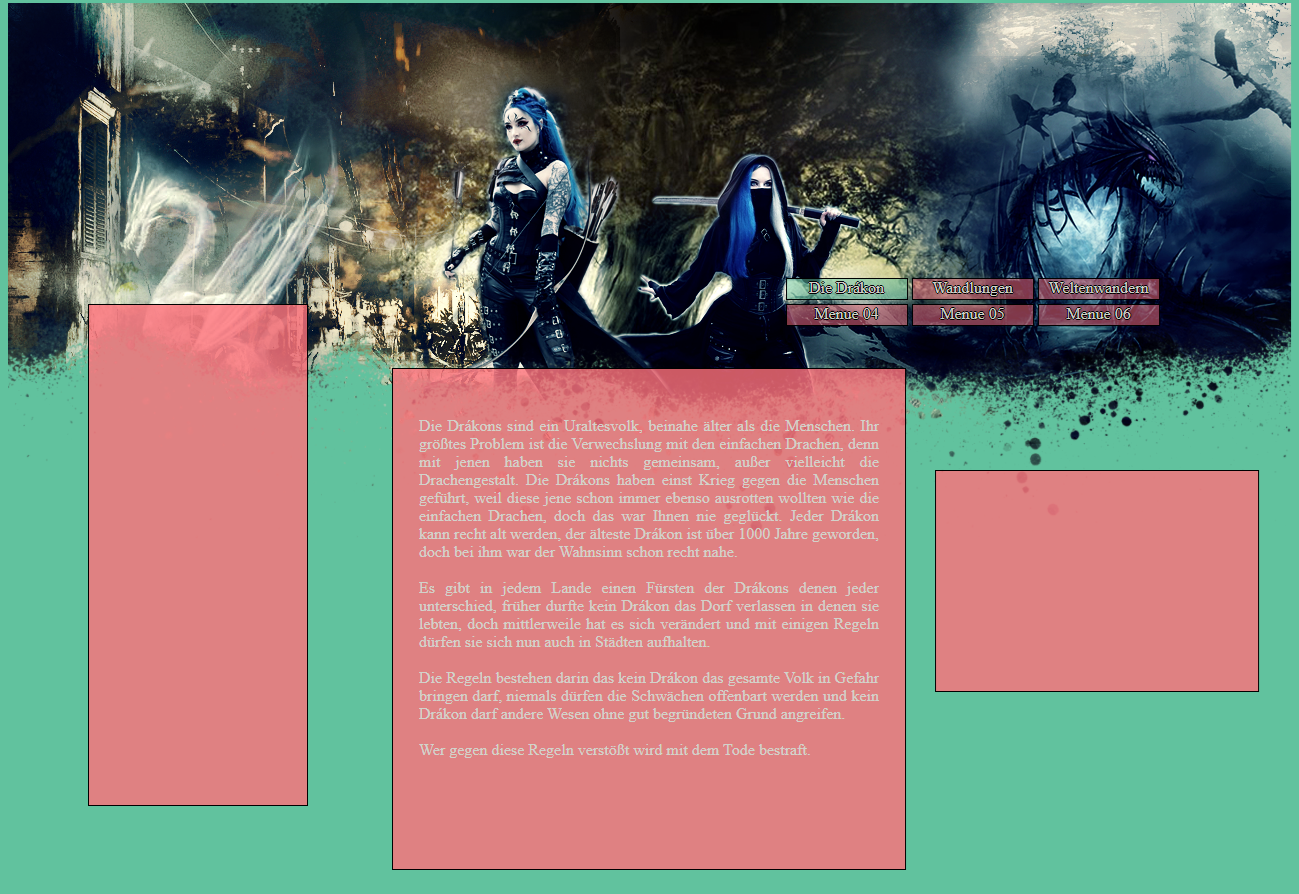 Die Drákon Wandlungen Weltenwandern
Menue 04 Menue 05 Menue 06
Die Drákons sind ein Uraltesvolk, beinahe älter als die Menschen. Ihr
größtes Problem ist die Verwechslung mit den einfachen Drachen, denn
mit jenen haben sie nichts gemeinsam, außer vielleicht die
Drachengestalt. Die Drákons haben einst Krieg gegen die Menschen
geführt, weil diese jene schon immer ebenso ausrotten wollten wie die
einfachen Drachen, doch das war Ihnen nie geglückt. Jeder Drákon
kann recht alt werden, der älteste Drákon ist über 1000 Jahre geworden,
doch bei ihm war der Wahnsinn schon recht nahe.
Es gibt in jedem Lande einen Fürsten der Drákons denen jeder
unterschied, früher durfte kein Drákon das Dorf verlassen in denen sie
lebten, doch mittlerweile hat es sich verändert und mit einigen Regeln
dürfen sie sich nun auch in Städten aufhalten.
Die Regeln bestehen darin das kein Drákon das gesamte Volk in Gefahr
bringen darf, niemals dürfen die Schwächen offenbart werden und kein
Drákon darf andere Wesen ohne gut begründeten Grund angreifen.
Wer gegen diese Regeln verstößt wird mit dem Tode bestraft.